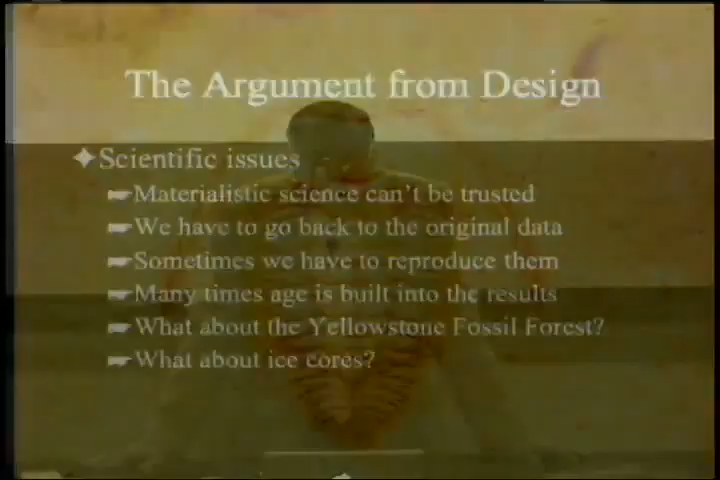 The Argument from Design
Scientific issues
Materialistic science can't be trusted
We have to go back to the original data
Sometimes we have to reproduce them
Many times age is built into the results
What about the Yellowstone Fossil Forest?
What about ice cores?